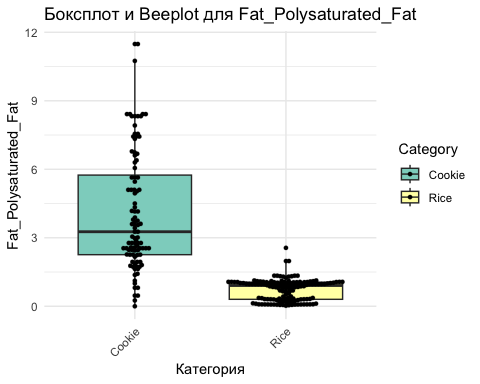 Боксплот и Beeplot для Fat_Polysaturated_Fat
12
9
6
3
0
Fat_Polysaturated_Fat
Cookie
Rice
Категория
Category
Cookie
Rice